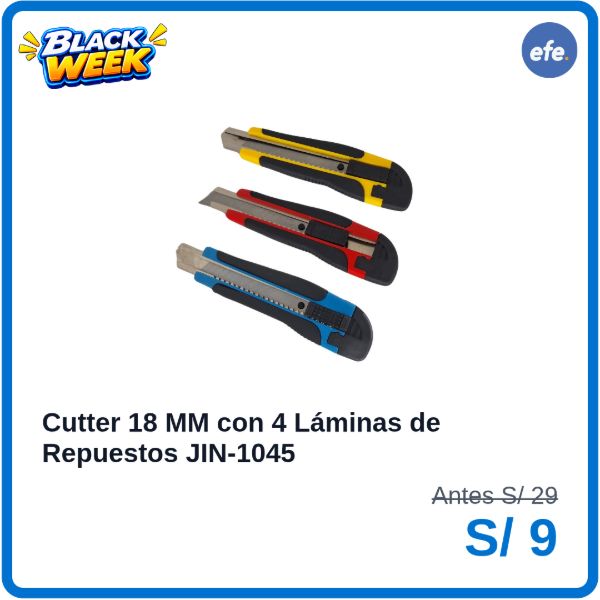 BLACK
WEEK
efe.
Cutter 18 MM con 4 Láminas de
Repuestos JIN-1045
Antes S/ 29
S/ 9